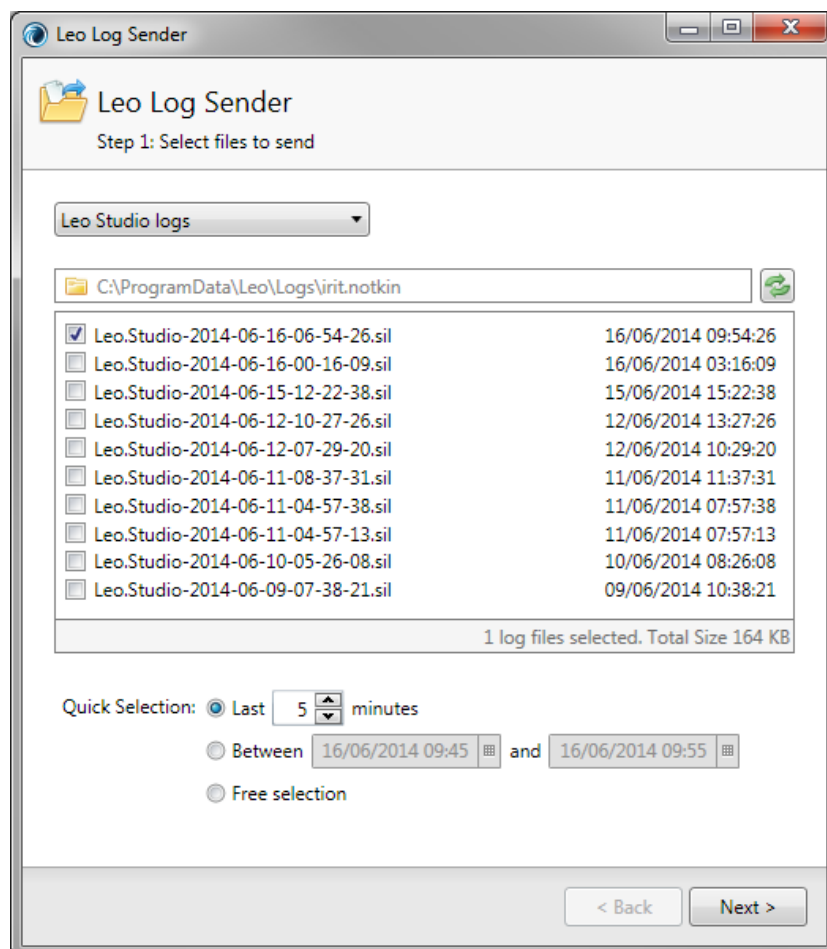 Leo Log Sender
Leo Log Sender
Step 1: Select files to send
Leo Studio logs
C:\ProgramData\Leo\Logs\irit.notkin
Leo.Studio-2014-06-16-06-54-26.sil 16/06/2014 09:54:26
Leo.Studio-2014-06-16-00-16-09.sil 16/06/2014 03:16:09
Leo.Studio-2014-06-15-12-22-38.sil 15/06/2014 15:22:38
Leo.Studio-2014-06-12-10-27-26.sil 12/06/2014 13:27:26
Leo.Studio-2014-06-12-07-29-20.sil 12/06/2014 10:29:20
Leo.Studio-2014-06-11-08-37-31.sil 11/06/2014 11:37:31
Leo.Studio-2014-06-11-04-57-38.sil 11/06/2014 07:57:38
Leo.Studio-2014-06-11-04-57-13.sil 11/06/2014 07:57:13
Leo.Studio-2014-06-10-05-26-08.sil 10/06/2014 08:26:08
Leo.Studio-2014-06-09-07-38-21.sil 09/06/2014 10:38:21
1 log files selected. Total Size 164 KB
Quick Selection: Last 5 minutes
Between 16/06/2014 09:45 and 16/06/2014 09:55
Free selection
< Back Next >